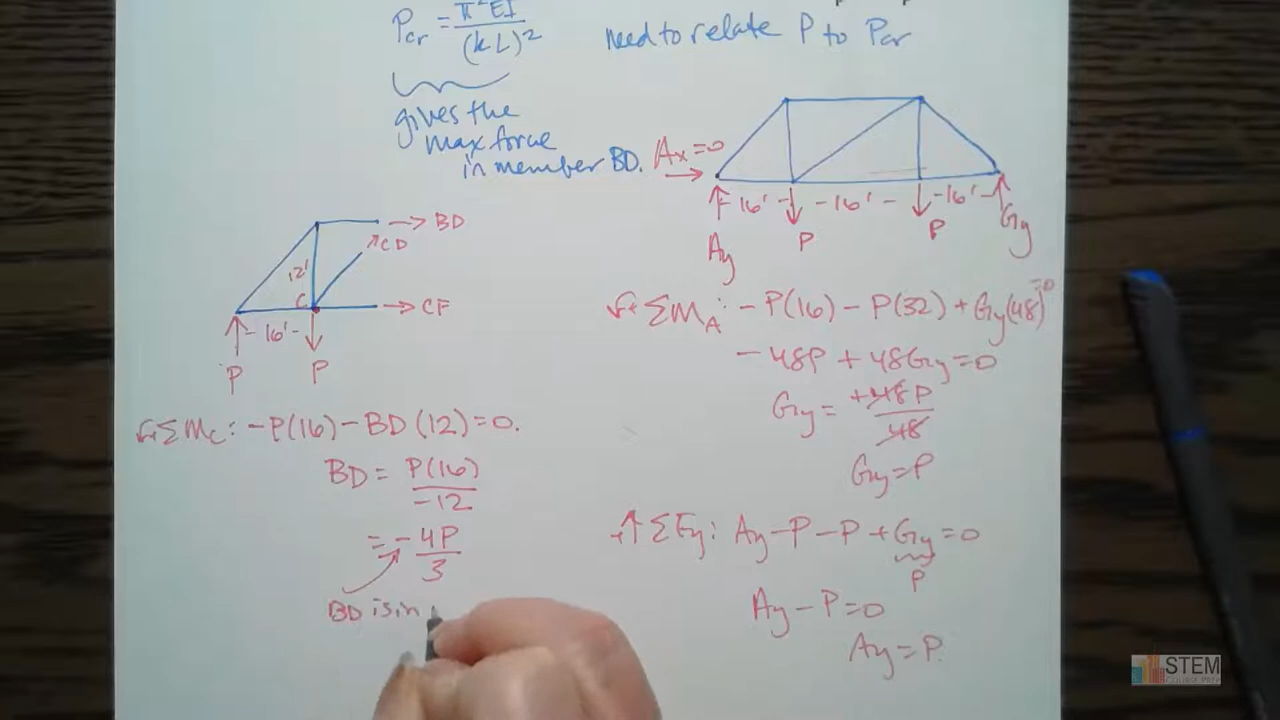 Pcr = π²EI / (kL)²
need to relate P to Pcr
gives the
max force
in member BD.
Ax=0
16' 16' 16'
Ay P P Gy
BD
CD
12'
C
CF
16'
P P
+ΣMA: -P(16) - P(32) + Gy(48) =0
-48P + 48Gy = 0
Gy = +48P / 48
Gy = P
+ΣMc: -P(16) - BD(12) = 0.
BD = P(16) / -12
= -4P / 3
BD is in
+↑ΣFy: Ay - P - P + Gy = 0
P
Ay - P = 0
Ay = P.
STEM
COURSE PREP